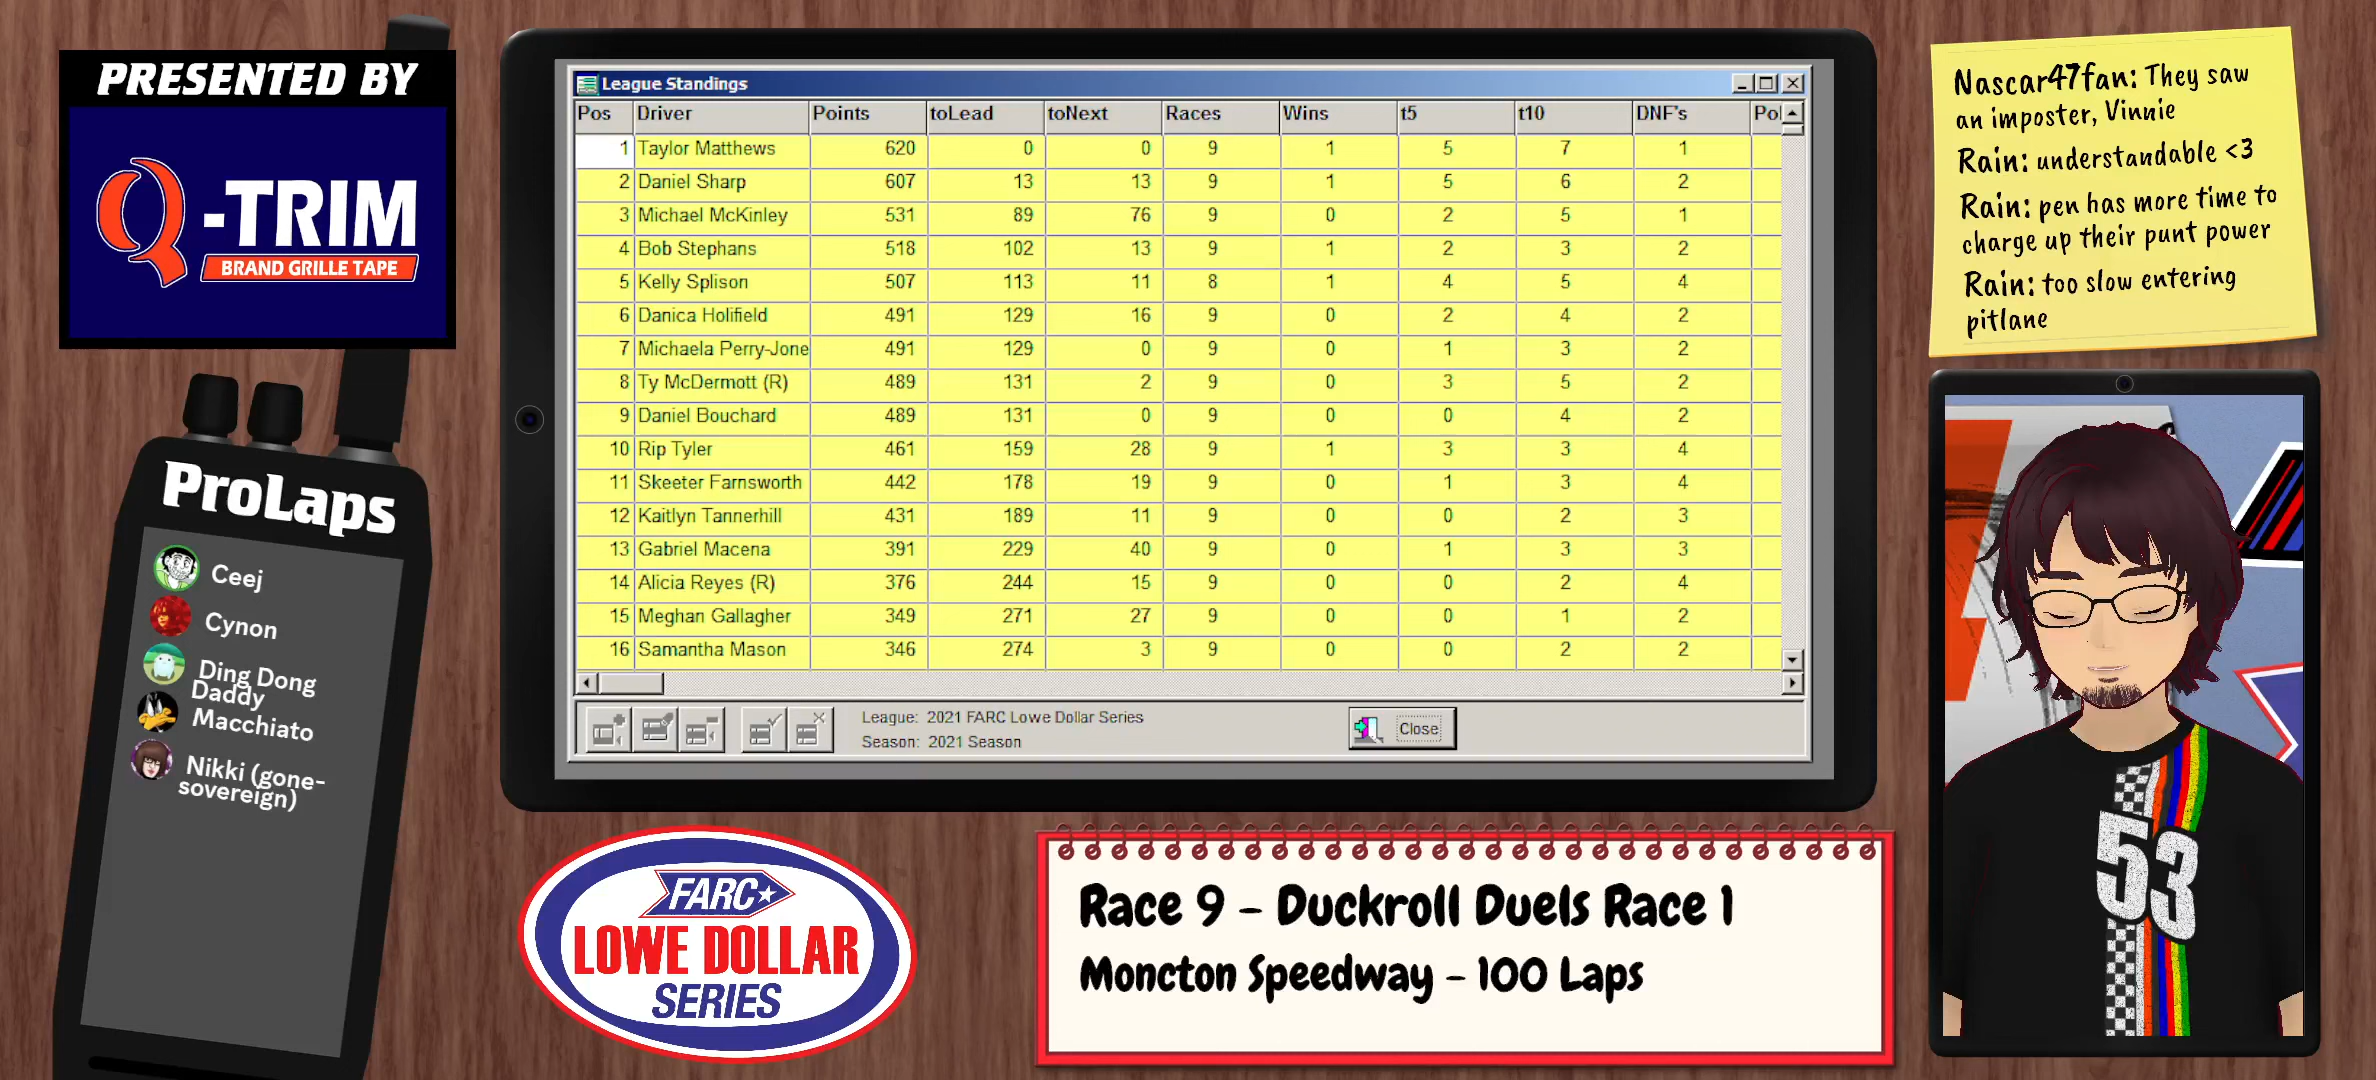 PRESENTED BY
Q-TRIM
BRAND GRILLE TAPE
ProLaps
Ceej
Cynon
Ding Dong
Daddy
Macchiato
Nikki (gone-
sovereign)
League Standings
Pos Driver Points toLead toNext Races Wins t5 t10 DNF's Pol
1 Taylor Matthews 620 0 0 9 1 5 7 1
2 Daniel Sharp 607 13 13 9 1 5 6 2
3 Michael McKinley 531 89 76 9 0 2 5 1
4 Bob Stephans 518 102 13 9 1 2 3 2
5 Kelly Splison 507 113 11 8 1 4 5 4
6 Danica Holifield 491 129 16 9 0 2 4 2
7 Michaela Perry-Jone 491 129 0 9 0 1 3 2
8 Ty McDermott (R) 489 131 2 9 0 3 5 2
9 Daniel Bouchard 489 131 0 9 0 0 4 2
10 Rip Tyler 461 159 28 9 1 3 3 4
11 Skeeter Farnsworth 442 178 19 9 0 1 3 4
12 Kaitlyn Tannerhill 431 189 11 9 0 0 2 3
13 Gabriel Macena 391 229 40 9 0 1 3 3
14 Alicia Reyes (R) 376 244 15 9 0 0 2 4
15 Meghan Gallagher 349 271 27 9 0 0 1 2
16 Samantha Mason 346 274 3 9 0 0 2 2
League: 2021 FARC Lowe Dollar Series
Season: 2021 Season
Close
FARC
LOWE DOLLAR
SERIES
Race 9 - Duckroll Duels Race 1
Moncton Speedway - 100 Laps
Nascar47fan: They saw
an imposter, Vinnie
Rain: understandable <3
Rain: pen has more time to
charge up their punt power
Rain: too slow entering
pitlane
53